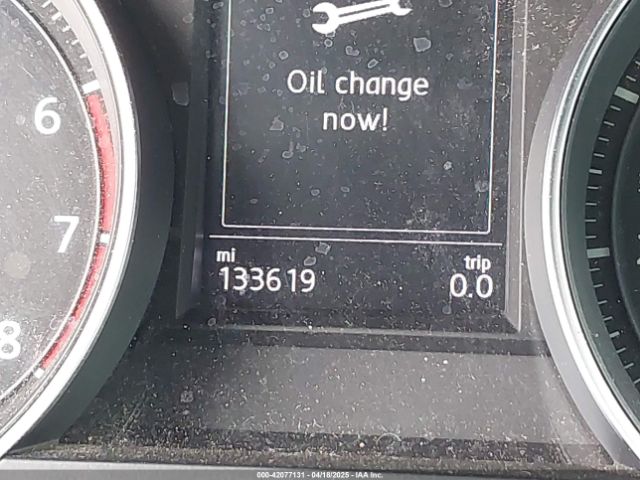 6
7
8
Oil change
now!
mi
133619
trip
0.0
000-42077131 - 04/18/2025 - IAA Inc.